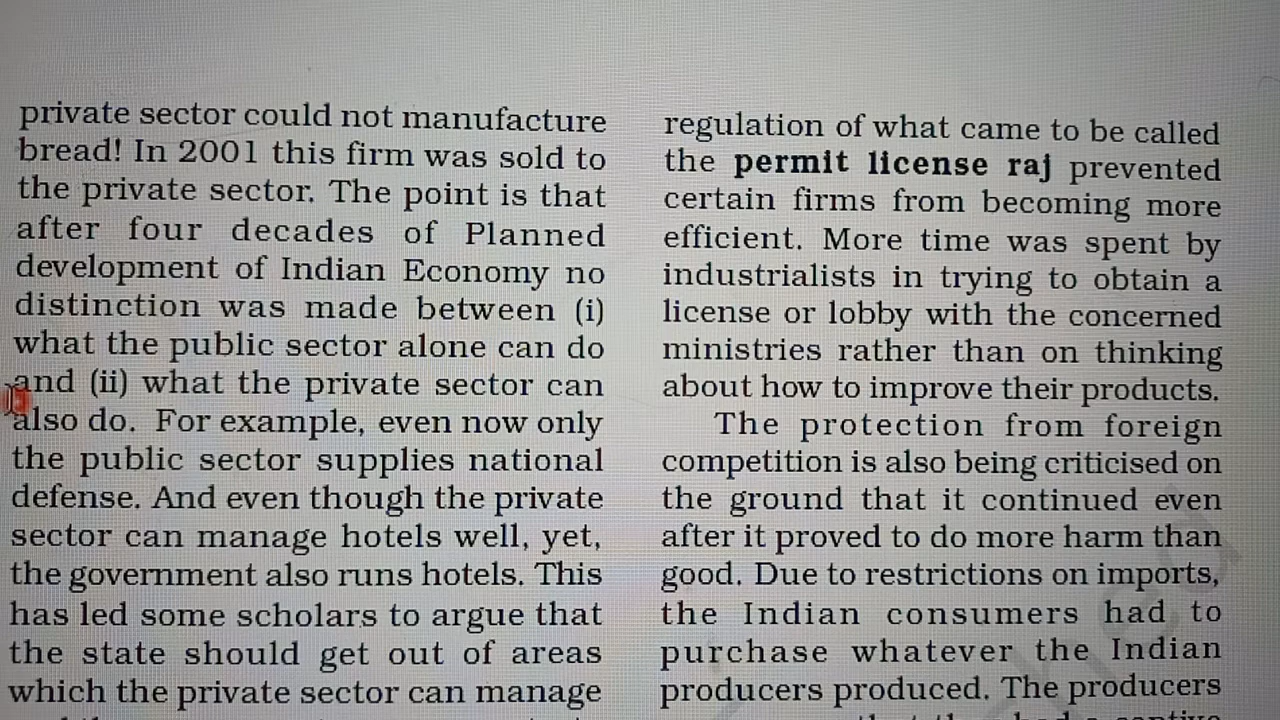 private sector could not manufacture
bread! In 2001 this firm was sold to
the private sector. The point is that
after four decades of Planned
development of Indian Economy no
distinction was made between (i)
what the public sector alone can do
and (ii) what the private sector can
also do. For example, even now only
the public sector supplies national
defense. And even though the private
sector can manage hotels well, yet,
the government also runs hotels. This
has led some scholars to argue that
the state should get out of areas
which the private sector can manage
regulation of what came to be called
the permit license raj prevented
certain firms from becoming more
efficient. More time was spent by
industrialists in trying to obtain a
license or lobby with the concerned
ministries rather than on thinking
about how to improve their products.
The protection from foreign
competition is also being criticised on
the ground that it continued even
after it proved to do more harm than
good. Due to restrictions on imports,
the Indian consumers had to
purchase whatever the Indian
producers produced. The producers